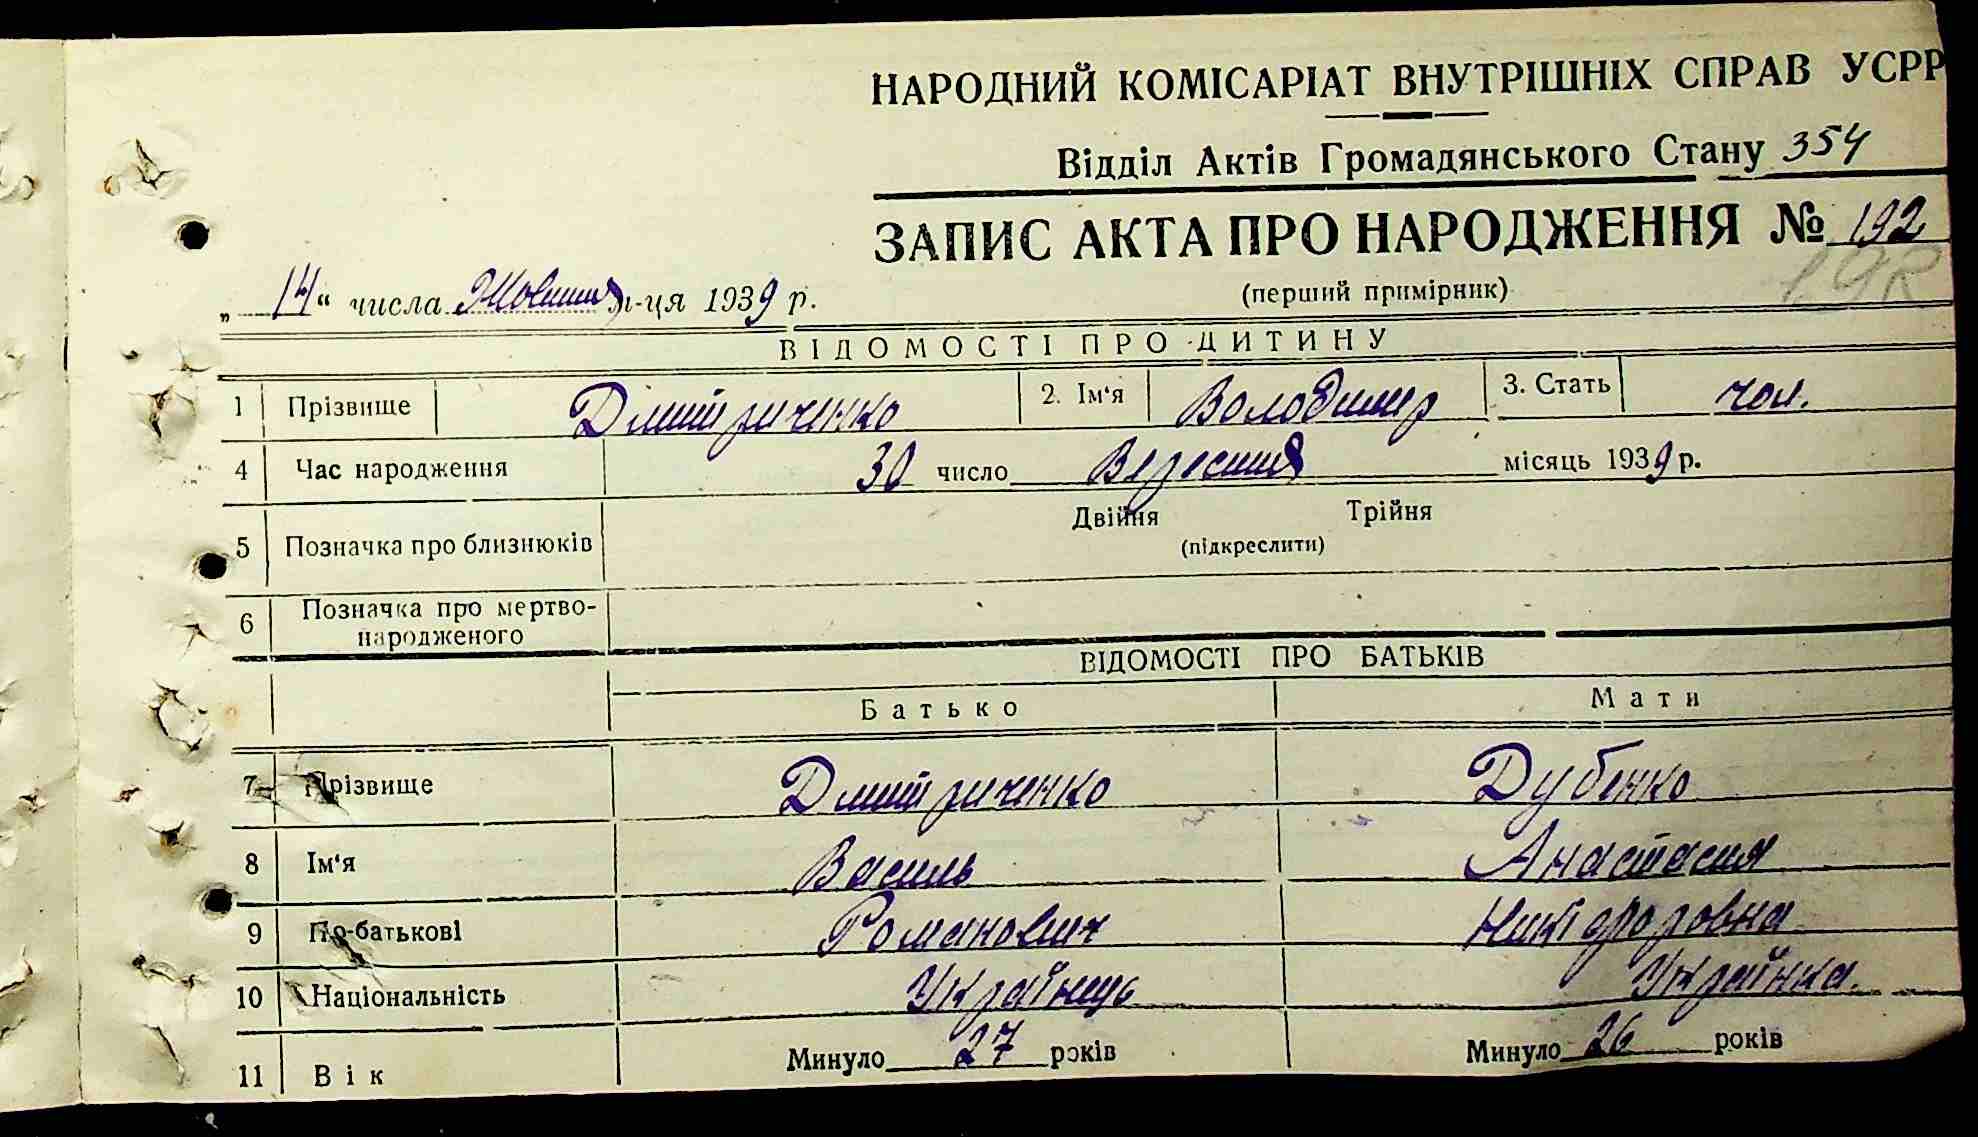 НАРОДНИЙ КОМІСАРІАТ ВНУТРІШНІХ СПРАВ УСРР
Відділ Актів Громадянського Стану 354
ЗАПИС АКТА ПРО НАРОДЖЕННЯ № 192
192
„ 14 “ числа Жовтня м-ця 1939 р.
(перший примірник)
ВІДОМОСТІ ПРО ДИТИНУ
1 Прізвище Дмитриченко 2. Ім‘я Володимир 3. Стать чол.
4 Час народження 30 число Вересня місяць 1939 р.
5 Позначка про близнюків Двійня Трійня
(підкреслити)
6 Позначка про мертво-
народженого
ВІДОМОСТІ ПРО БАТЬКІВ
Батько Мати
7 Прізвище Дмитриченко Дубенко
8 Ім‘я Василь Анастасия
9 По-батькові Романович Никіфоровна
10 Національність Українець Українка.
11 Вік Минуло 27 років Минуло 26 років